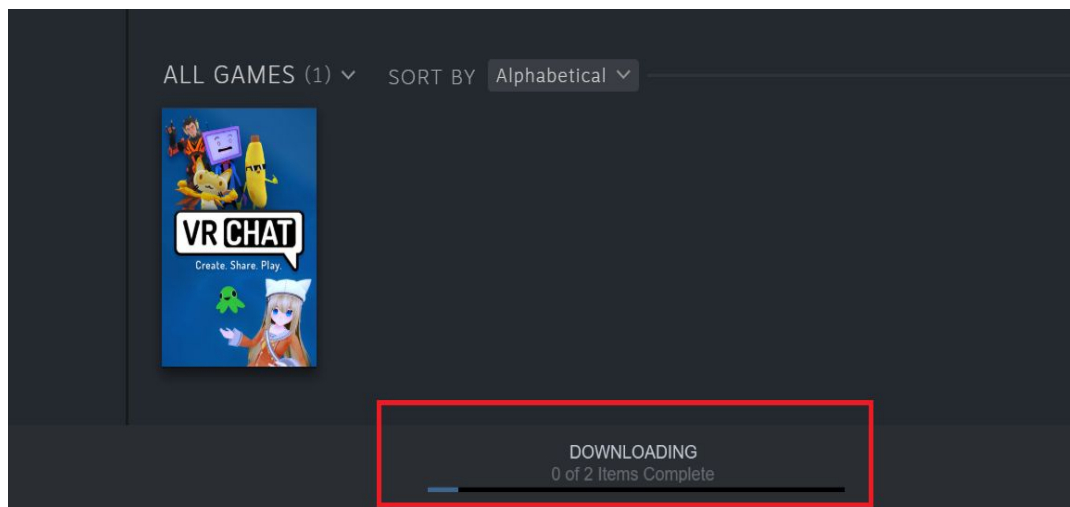 ALL GAMES (1) SORT BY Alphabetical
VR CHAT
Create. Share. Play.
DOWNLOADING
0 of 2 Items Complete